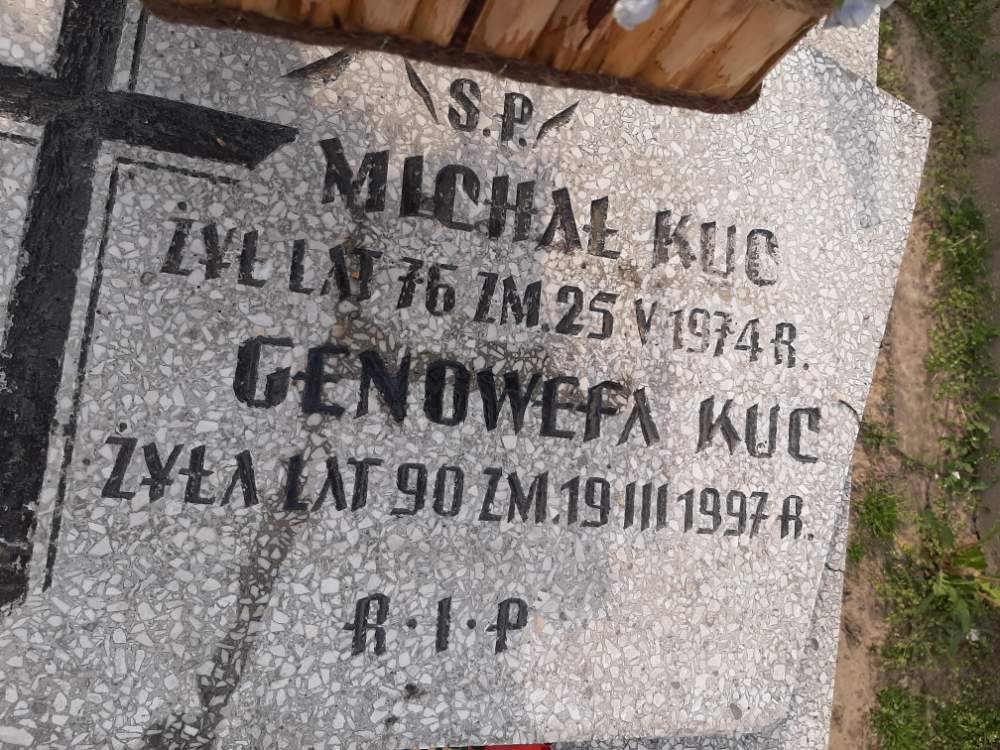 Ś.P.
MICHAŁ KUC
ŻYŁ LAT 76 ZM.25 V 1974 R.
GENOWEFA KUC
ŻYŁA LAT 90 ZM.19 III 1997 R.
R·I·P